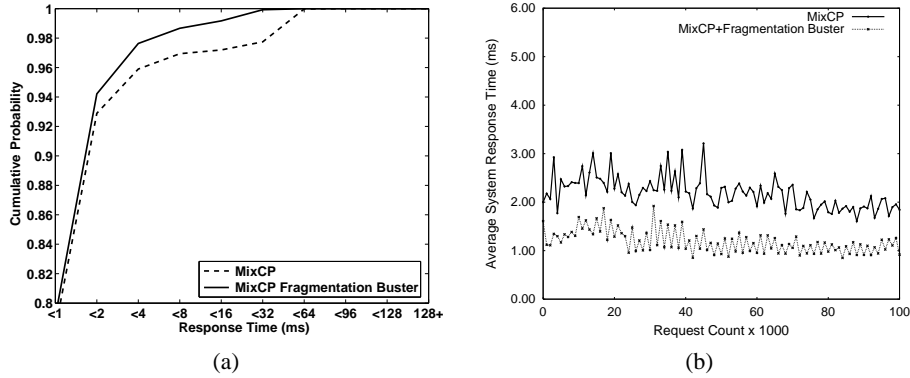 1
0.98
0.96
0.94
0.92
0.9
0.88
0.86
0.84
0.82
0.8
Cumulative Probability
<1 <2 <4 <8 <16 <32 <64 <96 <128 128+
Response Time (ms)
MixCP
MixCP Fragmentation Buster
(a)
6.00
5.00
4.00
3.00
2.00
1.00
0.00
Average System Response Time (ms)
MixCP
MixCP+Fragmentation Buster
0 20 40 60 80 100
Request Count x 1000
(b)